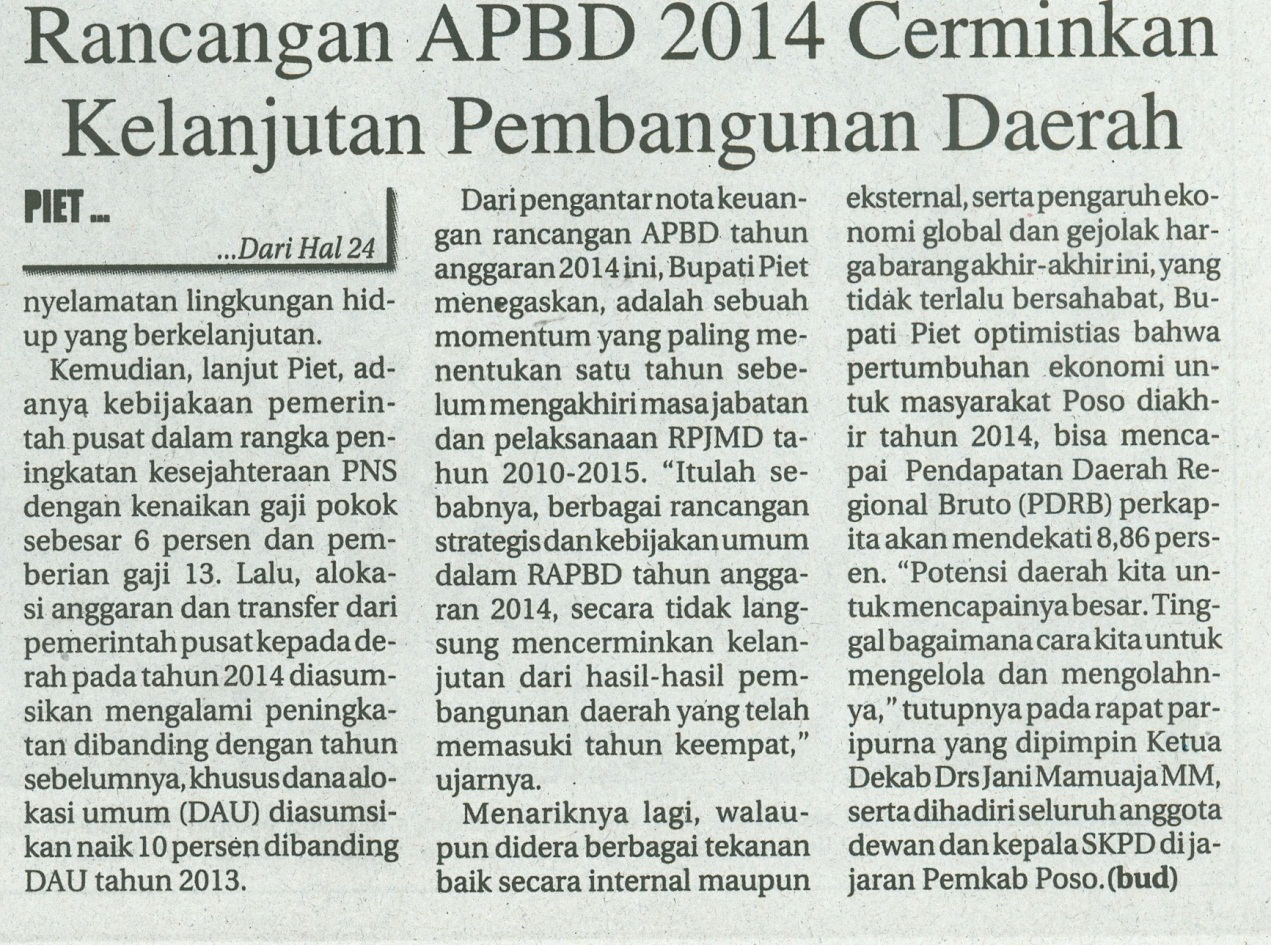 Rancangan APBD 2014 Cerminkan
Kelanjutan Pembangunan Daerah
PIET ...
...Dari Hal 24
nyelamatan lingkungan hid-
up yang berkelanjutan.
Kemudian, lanjut Piet, ad-
anya kebijakaan pemerin-
tah pusat dalam rangka pen-
ingkatan kesejahteraan PNS
dengan kenaikan gaji pokok
sebesar 6 persen dan pem-
berian gaji 13. Lalu, aloka-
si anggaran dan transfer dari
pemerintah pusat kepada de-
rah pada tahun 2014 diasum-
sikan mengalami peningka-
tan dibanding dengan tahun
sebelumnya, khusus dana alo-
kasi umum (DAU) diasumsi-
kan naik 10 persen dibanding
DAU tahun 2013.
Dari pengantar nota keuan-
gan rancangan APBD tahun
anggaran 2014 ini, Bupati Piet
menegaskan, adalah sebuah
momentum yang paling me-
nentukan satu tahun sebe-
lum mengakhiri masa jabatan
dan pelaksanaan RPJMD ta-
hun 2010-2015. “Itulah se-
babnya, berbagai rancangan
strategis dan kebijakan umum
dalam RAPBD tahun angga-
ran 2014, secara tidak lang-
sung mencerminkan kelan-
jutan dari hasil-hasil pem-
bangunan daerah yang telah
memasuki tahun keempat,”
ujarnya.
Menariknya lagi, walau-
pun didera berbagai tekanan
baik secara internal maupun
eksternal, serta pengaruh eko-
nomi global dan gejolak har-
ga barang akhir-akhir ini, yang
tidak terlalu bersahabat, Bu-
pati Piet optimistias bahwa
pertumbuhan ekonomi un-
tuk masyarakat Poso diakh-
ir tahun 2014, bisa menca-
pai Pendapatan Daerah Re-
gional Bruto (PDRB) perkap-
ita akan mendekati 8,86 pers-
en. “Potensi daerah kita un-
tuk mencapainya besar. Ting-
gal bagaimana cara kita untuk
mengelola dan mengolahn-
ya,” tutupnya pada rapat par-
ipurna yang dipimpin Ketua
Dekab Drs Jani Mamuaja MM,
serta dihadiri seluruh anggota
dewan dan kepala SKPD di ja-
jaran Pemkab Poso.(bud)